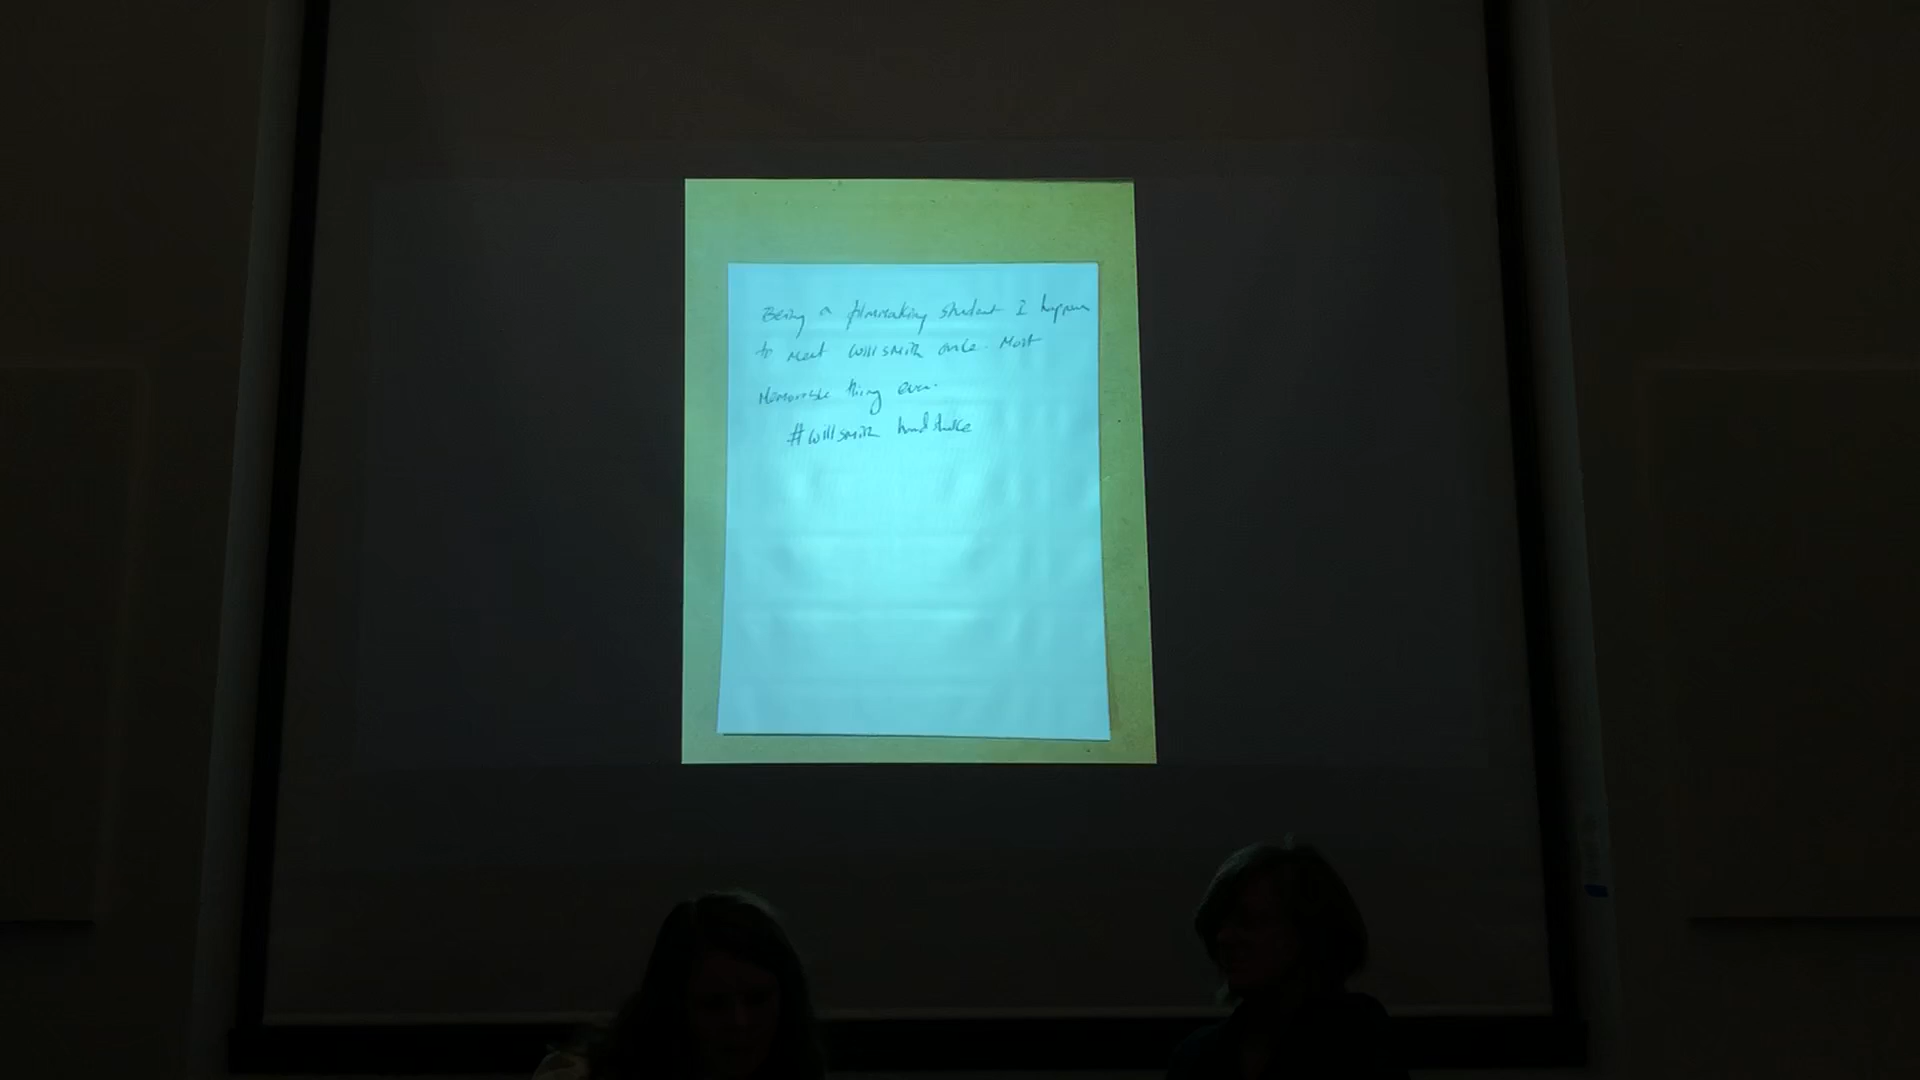 Being a filmmaking student I happen
to meet will smith once. Most
Memorable thing ever.
#willsmith handshake